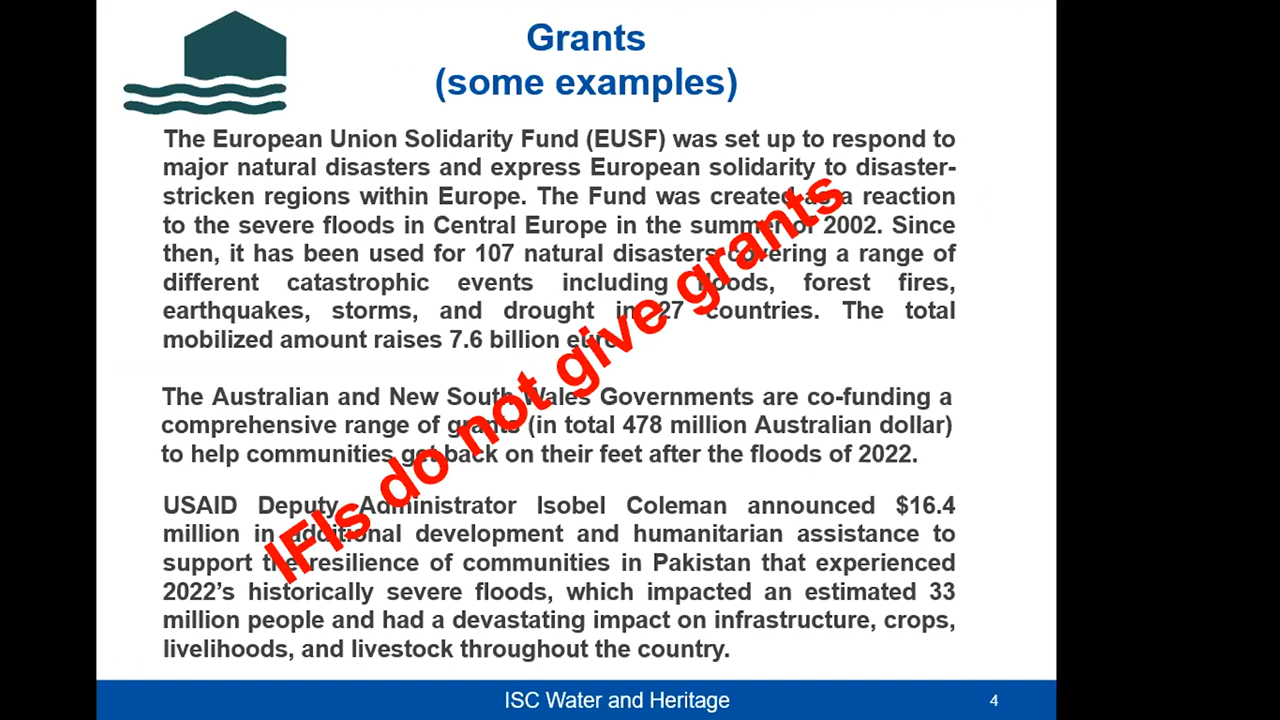 Grants
(some examples)
The European Union Solidarity Fund (EUSF) was set up to respond to
major natural disasters and express European solidarity to disaster-
stricken regions within Europe. The Fund was created as a reaction
to the severe floods in Central Europe in the summer of 2002. Since
then, it has been used for 107 natural disasters covering a range of
different catastrophic events including floods, forest fires,
earthquakes, storms, and drought in 27 countries. The total
mobilized amount raises 7.6 billion euro
The Australian and New South Wales Governments are co-funding a
comprehensive range of grants (in total 478 million Australian dollar)
to help communities get back on their feet after the floods of 2022.
USAID Deputy Administrator Isobel Coleman announced $16.4
million in additional development and humanitarian assistance to
support the resilience of communities in Pakistan that experienced
2022’s historically severe floods, which impacted an estimated 33
million people and had a devastating impact on infrastructure, crops,
livelihoods, and livestock throughout the country.
IFIs do not give grants
ISC Water and Heritage
4